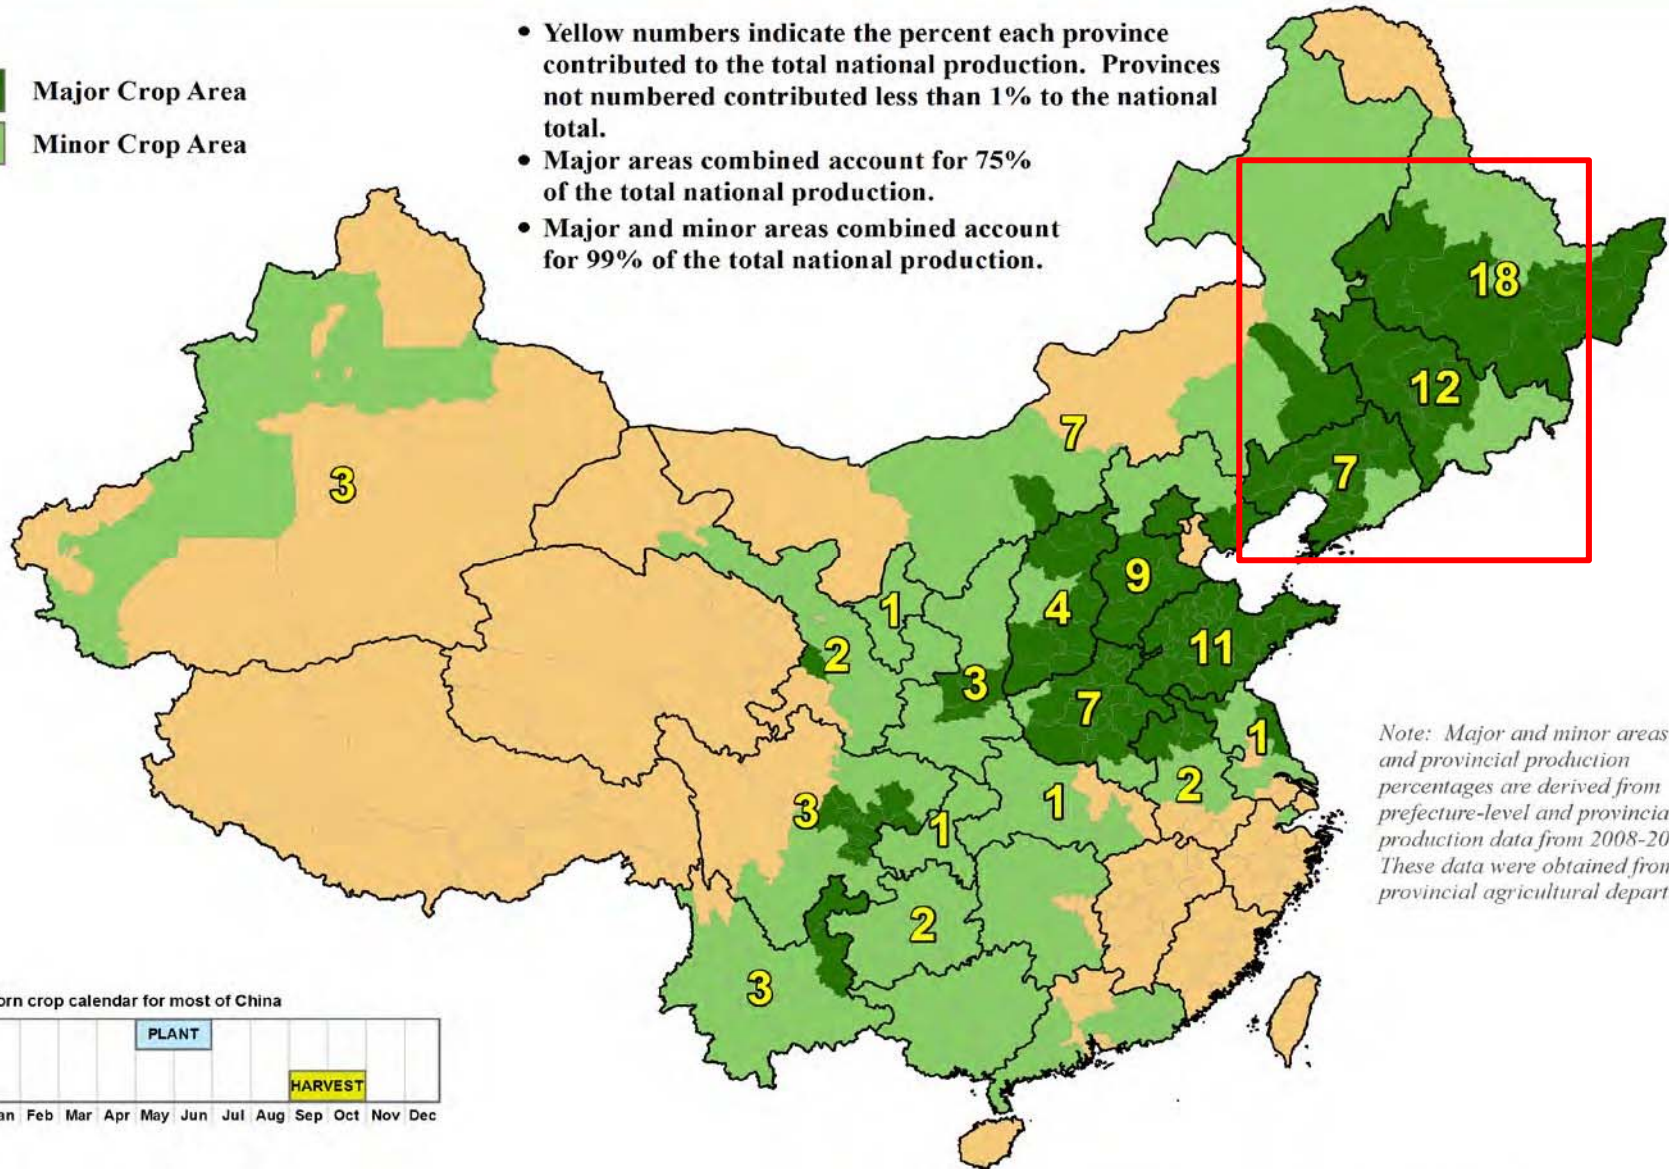 Major Crop Area
Minor Crop Area
• Yellow numbers indicate the percent each province
contributed to the total national production. Provinces
not numbered contributed less than 1% to the national
total.
• Major areas combined account for 75%
of the total national production.
• Major and minor areas combined account
for 99% of the total national production.
18
12
7
7
3
9
4
1
11
2
3
7
1
2
3
1
1
2
3
Note: Major and minor areas
and provincial production
percentages are derived from
prefecture-level and provincia
production data from 2008-20
These data were obtained from
provincial agricultural depart
orn crop calendar for most of China
PLANT
HARVEST
an Feb Mar Apr May Jun Jul Aug Sep Oct Nov Dec